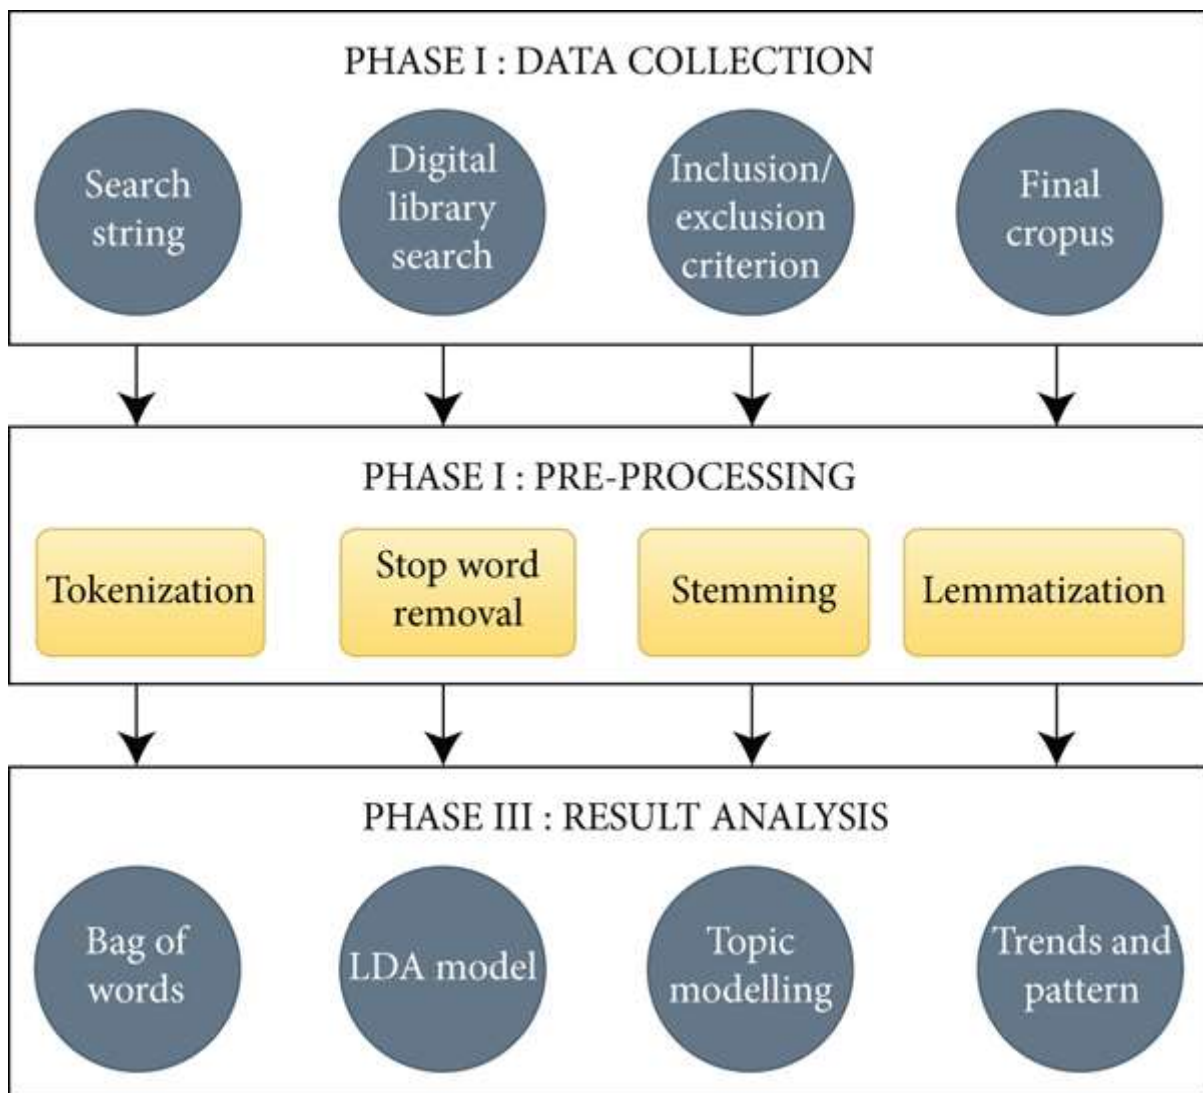 PHASE I : DATA COLLECTION
Search
string
Digital
library
search
Inclusion/
exclusion
criterion
Final
cropus
PHASE I : PRE-PROCESSING
Tokenization
Stop word
removal
Stemming
Lemmatization
PHASE III : RESULT ANALYSIS
Bag of
words
LDA model
Topic
modelling
Trends and
pattern